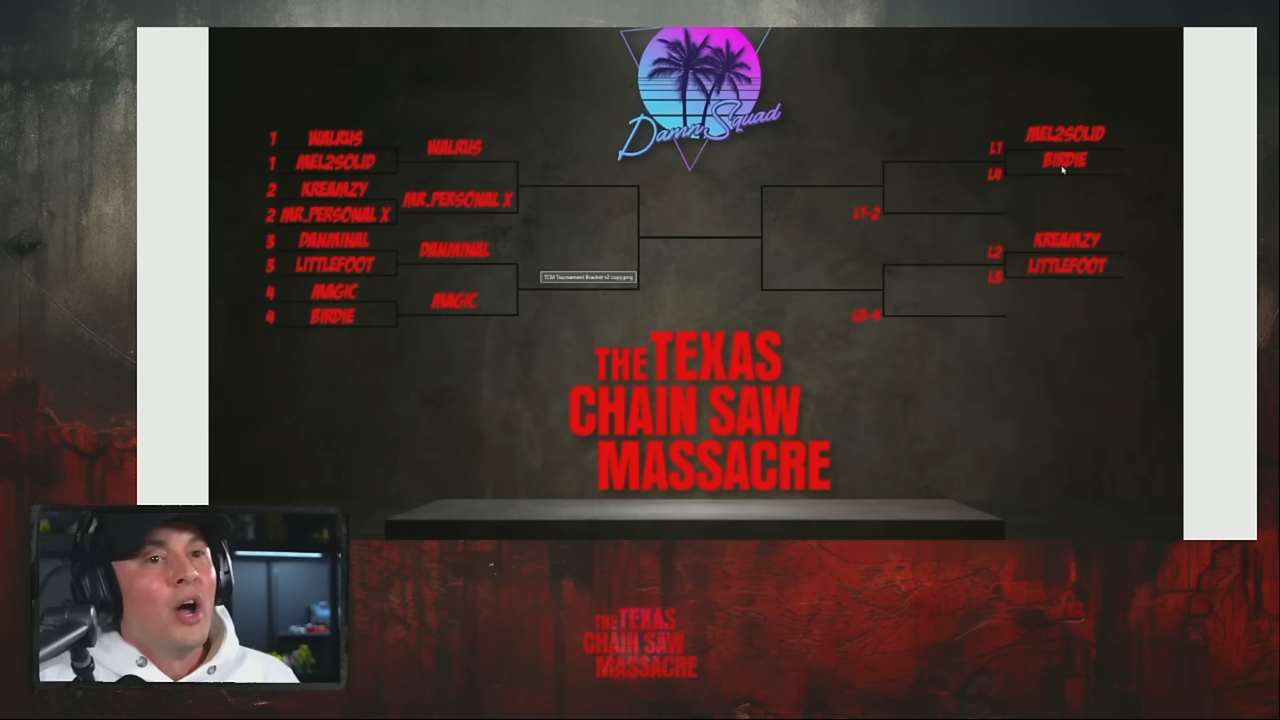 Damn Squad
1 WALRUS
1 MEL2SOLID
2 KREAMZY
2 MR.PERSONAL X
3 DANMINAL
3 LITTLEFOOT
4 MAGIC
4 BIRDIE
WALRUS
MR.PERSONAL X
DANMINAL
MAGIC
TCM Tournament Bracket v2 copy.png
L1 MEL2SOLID
L4 BIRDIE
L1-2
L2 KREAMZY
L3 LITTLEFOOT
L3-4
THE TEXAS
CHAIN SAW
MASSACRE
THE TEXAS
CHAIN SAW
MASSACRE